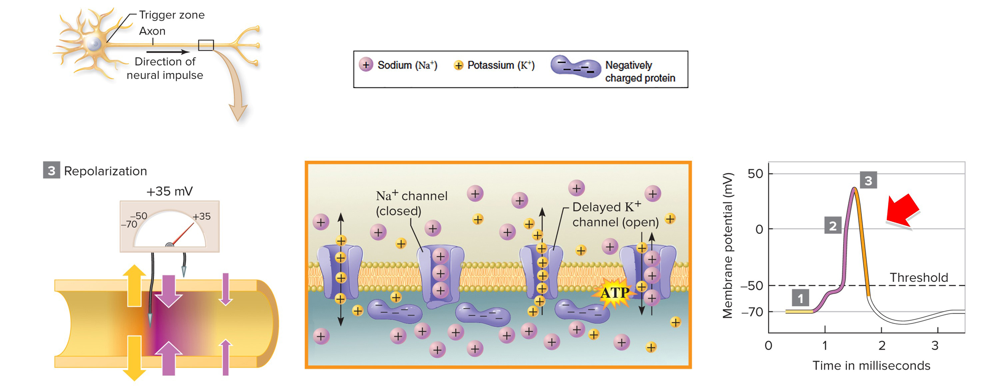 Trigger zone
Axon
Direction of
neural impulse
+ Sodium (Na⁺) + Potassium (K⁺) Negatively
charged protein
3 Repolarization
+35 mV
–50
–70
+35
Na⁺ channel
(closed)
Delayed K⁺
channel (open)
ATP
Membrane potential (mV)
50
0
–50
–70
1
2
3
Threshold
0 1 2 3
Time in milliseconds